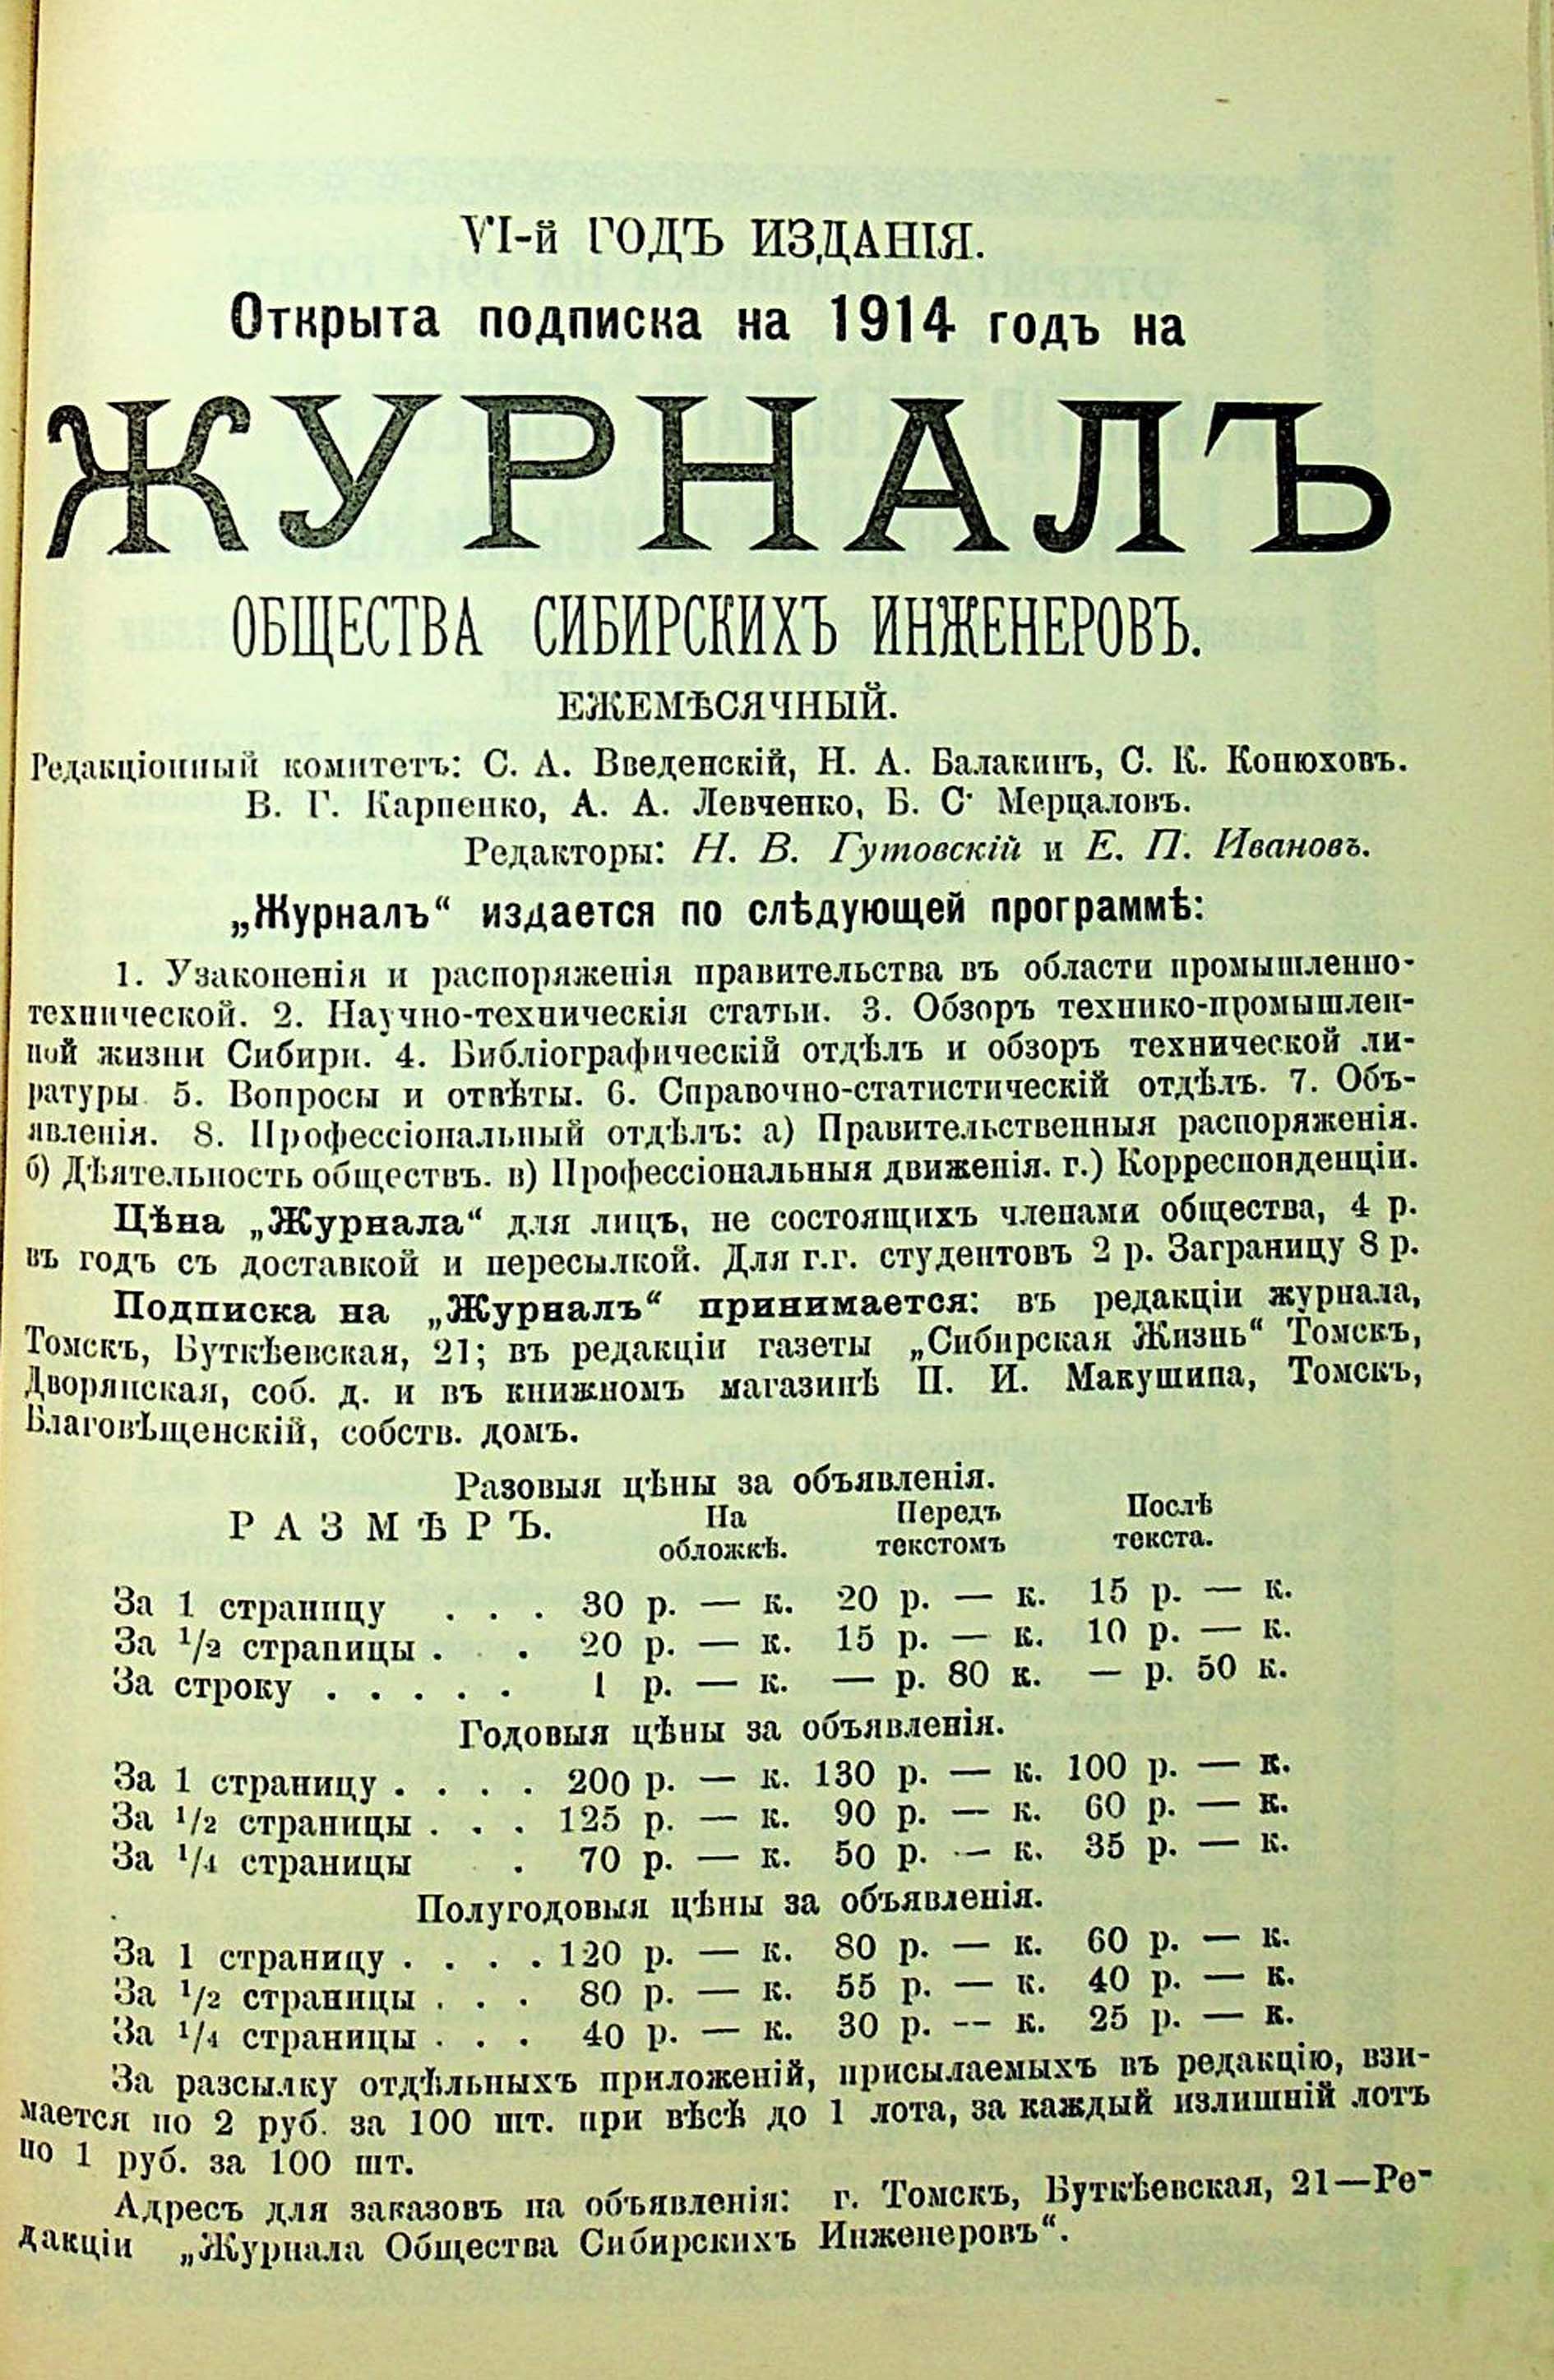 VI-й ГОДЪ ИЗДАНІЯ.
Открыта подписка на 1914 годъ на
ЖУРНАЛЪ
ОБЩЕСТВА СИБИРСКИХЪ ИНЖЕНЕРОВЪ.
ЕЖЕМѢСЯЧНЫЙ.
Редакціонный комитетъ: С. А. Введенскій, Н. А. Балакинъ, С. К. Конюховъ.
В. Г. Карпенко, А. А. Левченко, Б. С· Мерцаловъ.
Редакторы: Н. В. Гутовскій и Е. П. Ивановъ.
„Журналъ“ издается по слѣдующей программѣ:
1. Узаконенія и распоряженія правительства въ области промышленно-
технической. 2. Научно-техническія статьи. 3. Обзоръ технико-промышлен-
ной жизни Сибири. 4. Библіографическій отдѣлъ и обзоръ технической ли-
ратуры 5. Вопросы и отвѣты. 6. Справочно-статистическій отдѣлъ. 7. Объ-
явленія. 8. Профессіональный отдѣлъ: а) Правительственныя распоряженія.
б) Дѣятельность обществъ. в) Профессіональныя движенія. г.) Корреспонденціи.
Цѣна „Журнала“ для лицъ, не состоящихъ членами общества, 4 р.
въ годъ съ доставкой и пересылкой. Для г.г. студентовъ 2 р. Заграницу 8 р.
Подписка на „Журналъ“ принимается: въ редакціи журнала,
Томскъ, Буткѣевская, 21; въ редакціи газеты „Сибирская Жизнь“ Томскъ,
Дворянская, соб. д. и въ книжномъ магазинѣ П. И. Макушина, Томскъ,
Благовѣщенскій, собств. домъ.
Разовыя цѣны за объявленія.
РАЗМѢРЪ. На обложкѣ. Передъ текстомъ Послѣ текста.
За 1 страницу . . . 30 р. — к. 20 р. — к. 15 р. — к.
За 1/2 страницы . . . 20 р. — к. 15 р. — к. 10 р. — к.
За строку . . . . . 1 р. — к. — р. 80 к. — р. 50 к.
Годовыя цѣны за объявленія.
За 1 страницу . . . . 200 р. — к. 130 р. — к. 100 р. — к.
За 1/2 страницы . . . 125 р. — к. 90 р. — к. 60 р. — к.
За 1/4 страницы . 70 р. — к. 50 р. — к. 35 р. — к.
Полугодовыя цѣны за объявленія.
За 1 страницу . . . . 120 р. — к. 80 р. — к. 60 р. — к.
За 1/2 страницы . . . 80 р. — к. 55 р. — к. 40 р. — к.
За 1/4 страницы . . . 40 р. — к. 30 р. — к. 25 р. — к.
За разсылку отдѣльныхъ приложеній, присылаемыхъ въ редакцію, взи-
мается по 2 руб. за 100 шт. при вѣсѣ до 1 лота, за каждый излишній лотъ
по 1 руб. за 100 шт.
Адресъ для заказовъ на объявленія: г. Томскъ, Буткѣевская, 21—Ре-
дакціи „Журнала Общества Сибирскихъ Инженеровъ“.